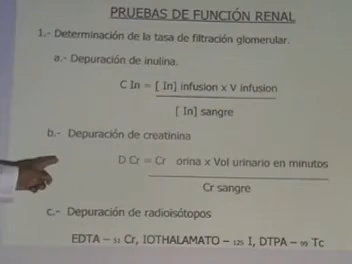 PRUEBAS DE FUNCIÓN RENAL
1.- Determinación de la tasa de filtración glomerular.
a.- Depuración de inulina.
C In = [ In] infusion x V infusion
[ In] sangre
b.- Depuración de creatinina
D Cr = Cr orina x Vol urinario en minutos
Cr sangre
c.- Depuración de radioisótopos
EDTA – 51 Cr, IOTHALAMATO – 125 I, DTPA – 99 Tc